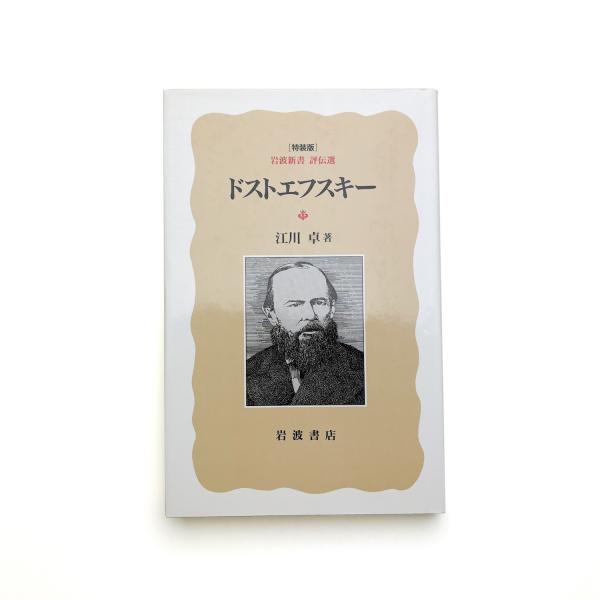 [特装版]
岩波新書 評伝選
ドストエフスキー
江川 卓 著
岩波書店